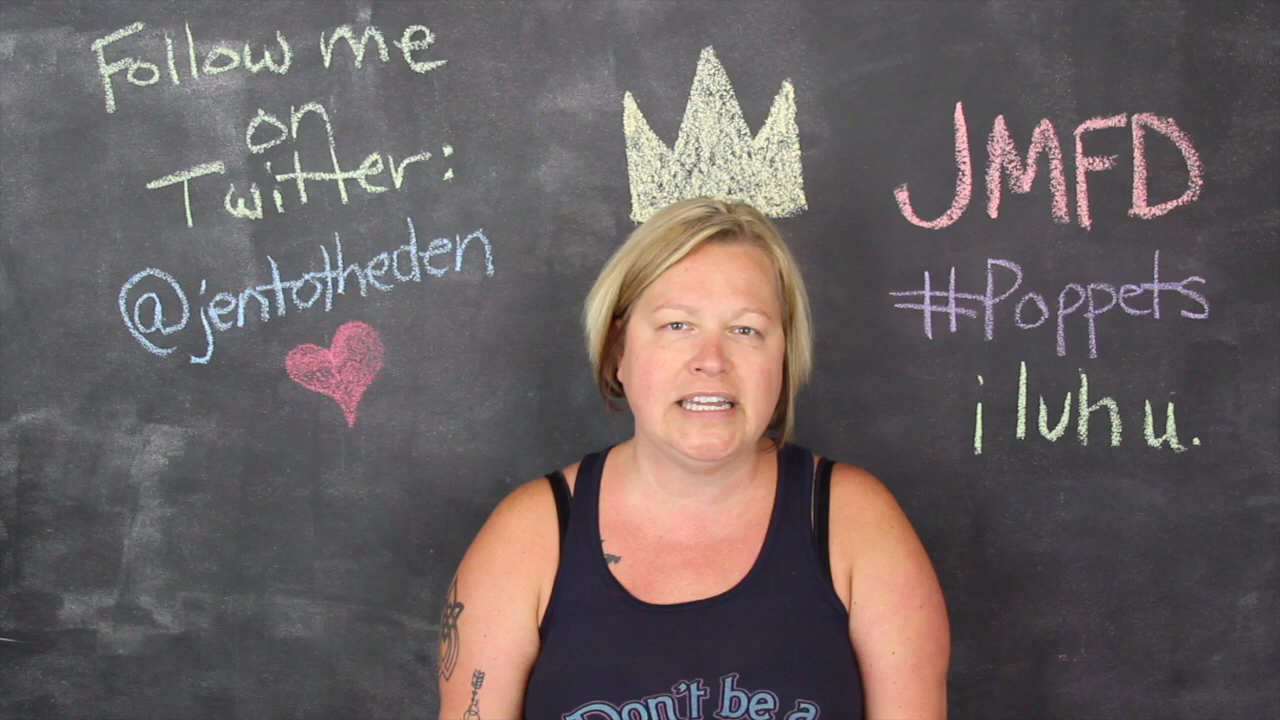 Follow me
on
Twitter:
@jentotheden
JMFD
#Poppets
i luh u.
Don't be a